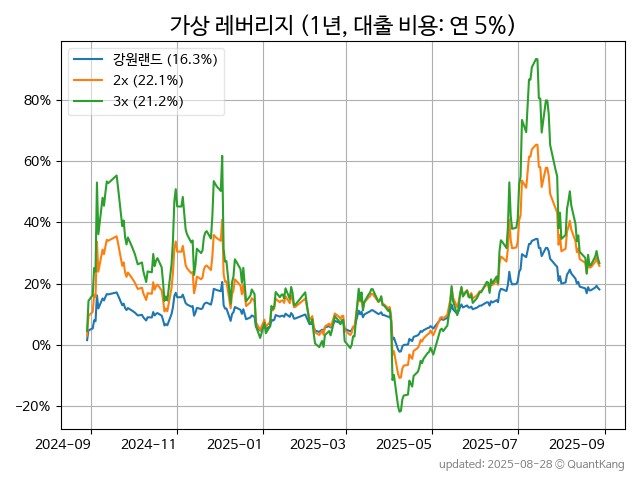 가상 레버리지 (1년, 대출 비용: 연 5%)
강원랜드 (16.3%)
2x (22.1%)
3x (21.2%)
80%
60%
40%
20%
0%
−20%
2024-09 2024-11 2025-01 2025-03 2025-05 2025-07 2025-09
updated: 2025-08-28 © QuantKang